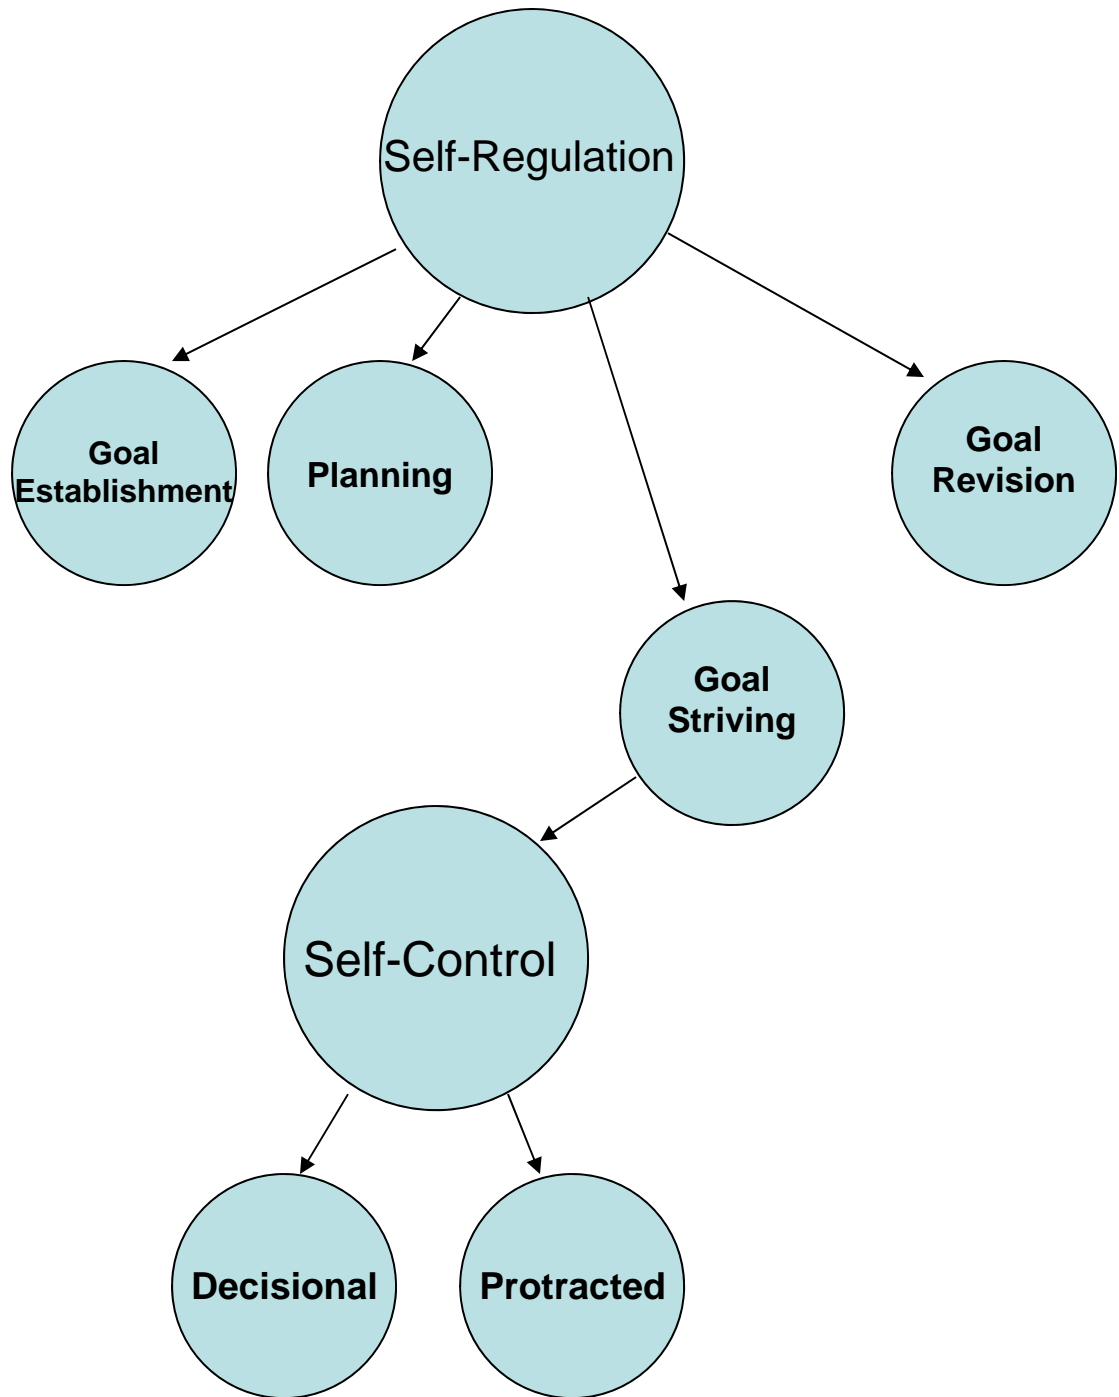 Self-Regulation
Goal
Establishment
Planning
Goal
Revision
Goal
Striving
Self-Control
Decisional
Protracted